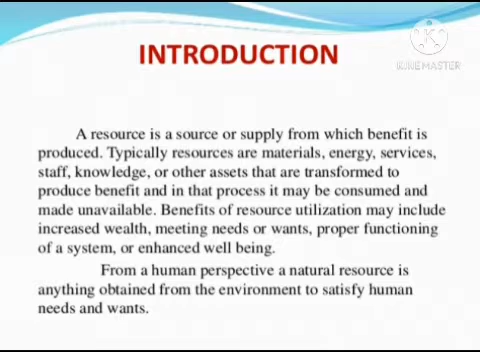 INTRODUCTION
KINEMASTER
A resource is a source or supply from which benefit is
produced. Typically resources are materials, energy, services,
staff, knowledge, or other assets that are transformed to
produce benefit and in that process it may be consumed and
made unavailable. Benefits of resource utilization may include
increased wealth, meeting needs or wants, proper functioning
of a system, or enhanced well being.
From a human perspective a natural resource is
anything obtained from the environment to satisfy human
needs and wants.